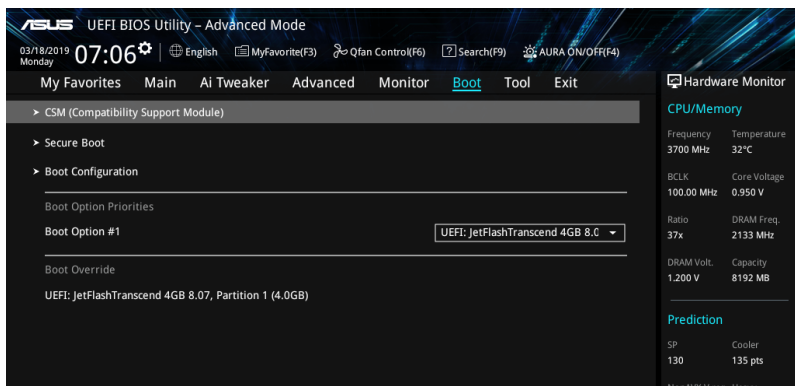 ASUS UEFI BIOS Utility – Advanced Mode
03/18/2019 Monday 07:06 English MyFavorite(F3) Qfan Control(F6) ? Search(F9) AURA ON/OFF(F4)
My Favorites Main Ai Tweaker Advanced Monitor Boot Tool Exit
> CSM (Compatibility Support Module)
> Secure Boot
> Boot Configuration
Boot Option Priorities
Boot Option #1 UEFI: JetFlashTranscend 4GB 8.0
Boot Override
UEFI: JetFlashTranscend 4GB 8.07, Partition 1 (4.0GB)
Hardware Monitor
CPU/Memory
Frequency Temperature
3700 MHz 32°C
BCLK Core Voltage
100.00 MHz 0.950 V
Ratio DRAM Freq.
37x 2133 MHz
DRAM Volt. Capacity
1.200 V 8192 MB
Prediction
SP Cooler
130 135 pts